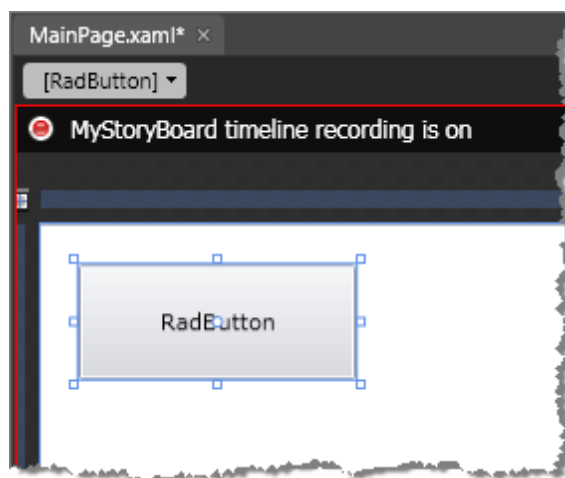 MainPage.xaml* ×
[RadButton]
MyStoryBoard timeline recording is on
RadButton